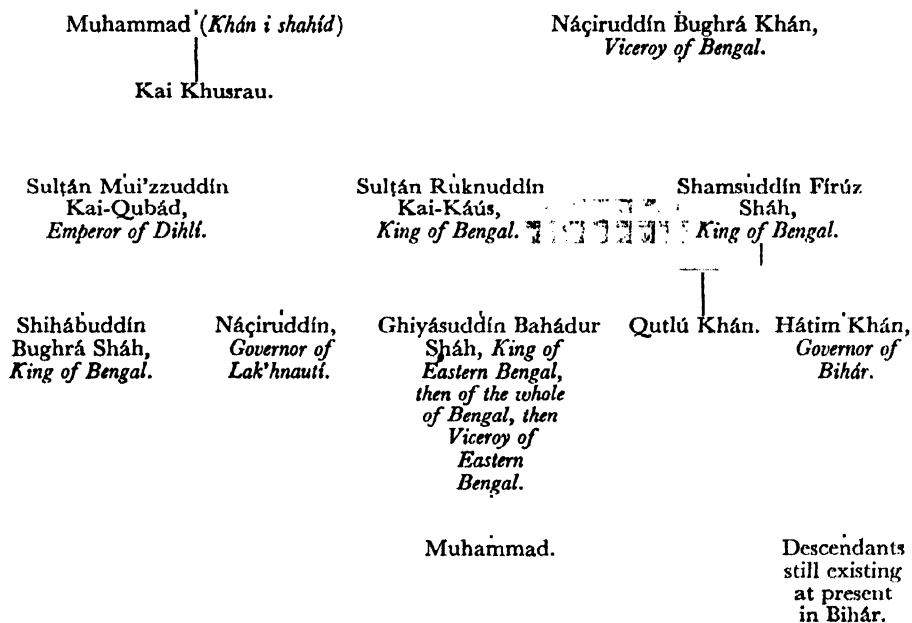 Muhammad (Khán i shahíd)
Náçiruddín Bughrá Khán,
Viceroy of Bengal.
Kai Khusrau.
Sulṭán Mui'zzuddín
Kai-Qubád,
Emperor of Dihlí.
Sulṭán Ruknuddín
Kai-Káús,
King of Bengal.
Shamsuddín Fírúz
Sháh,
King of Bengal.
Shihábuddín
Bughrá Sháh,
King of Bengal.
Náçiruddín,
Governor of
Lak'hnautí.
Ghiyásuddín Bahádur
Sháh, King of
Eastern Bengal,
then of the whole
of Bengal, then
Viceroy of
Eastern
Bengal.
Qutlú Khán.
Hátim Khán,
Governor of
Bihár.
Muhammad.
Descendants
still existing
at present
in Bihár.